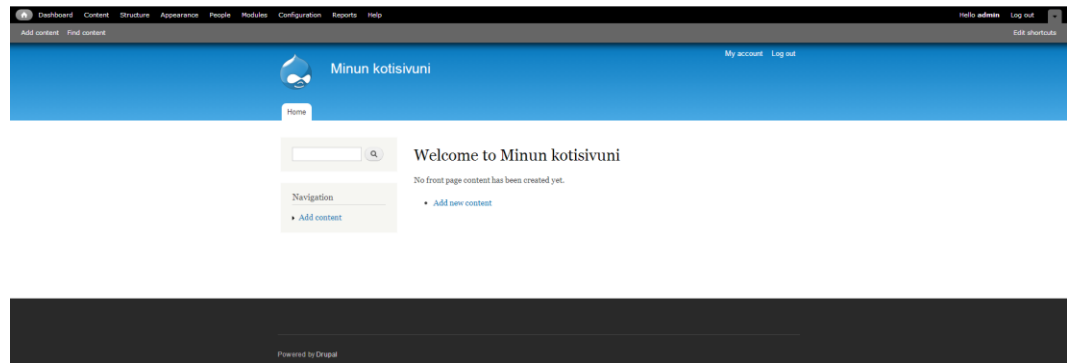 Dashboard Content Structure Appearance People Modules Configuration Reports Help Hello admin Log out
Add content Find content Edit shortcuts
My account Log out
Minun kotisivuni
Home
Welcome to Minun kotisivuni
No front page content has been created yet.
Navigation
Add content
Add new content
Powered by Drupal